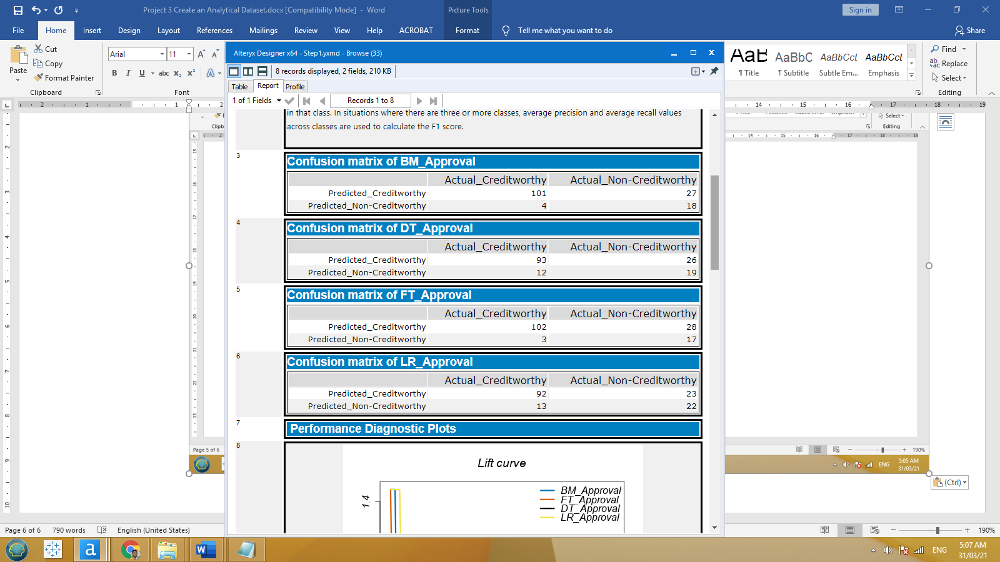 Project 3 Create an Analytical Dataset.docx [Compatibility Mode] - Word
Picture Tools
Sign in
File Home Insert Design Layout References Mailings Review View Help ACROBAT Format Tell me what you want to do Share
Paste
Cut
Copy
Format Painter
Clipboard
Arial 11
B I U abc x₂ x² A
Font
AaB ¶ Title
AaBbC ¶ Subtitle
AaBbCcL Subtle Em...
AaBbCcL Emphasis
Find
Replace
Select
Editing
Alteryx Designer x64 - Step1.yxmd - Browse (33)
8 records displayed, 2 fields, 210 KB
Table Report Profile
1 of 1 Fields Records 1 to 8
in that class. In situations where there are three or more classes, average precision and average recall values
across classes are used to calculate the F1 score.
3
Confusion matrix of BM_Approval
Actual_Creditworthy Actual_Non-Creditworthy
Predicted_Creditworthy 101 27
Predicted_Non-Creditworthy 4 18
4
Confusion matrix of DT_Approval
Actual_Creditworthy Actual_Non-Creditworthy
Predicted_Creditworthy 93 26
Predicted_Non-Creditworthy 12 19
5
Confusion matrix of FT_Approval
Actual_Creditworthy Actual_Non-Creditworthy
Predicted_Creditworthy 102 28
Predicted_Non-Creditworthy 3 17
6
Confusion matrix of LR_Approval
Actual_Creditworthy Actual_Non-Creditworthy
Predicted_Creditworthy 92 23
Predicted_Non-Creditworthy 13 22
7
Performance Diagnostic Plots
8
Lift curve
1.4
BM_Approval
FT_Approval
DT_Approval
LR_Approval
Select
Editing
Page 5 of 6
190%
ENG
5:05 AM
31/03/21
(Ctrl)
Page 6 of 6 790 words English (United States) 190%
ENG
5:07 AM
31/03/21